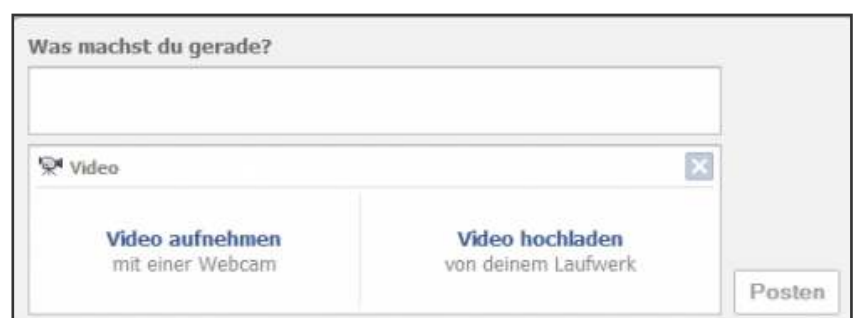 Was machst du gerade?
Video
Video aufnehmen
mit einer Webcam
Video hochladen
von deinem Laufwerk
Posten